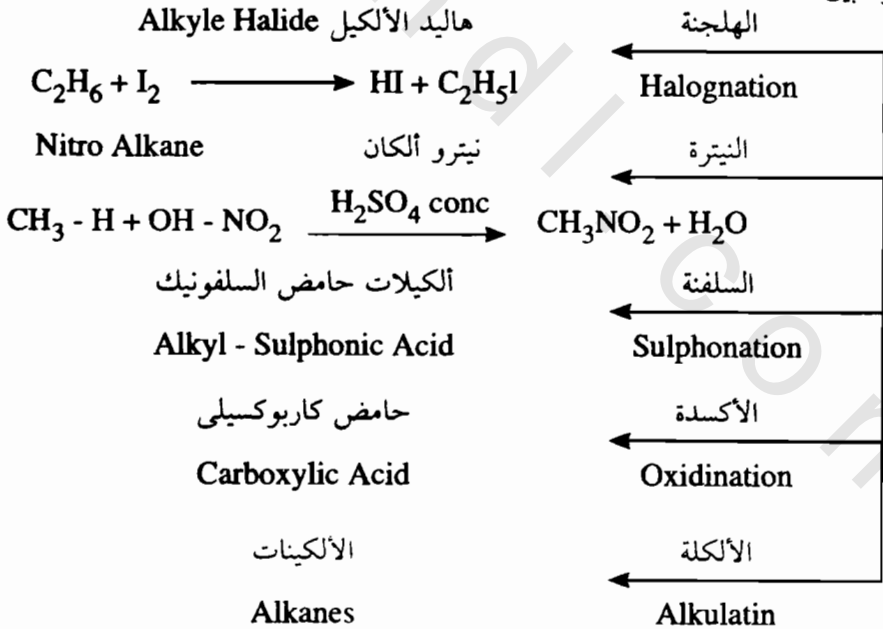 Alkyle Halide هاليد الألكيل الهلجنة
C₂H₆ + I₂ ⟶ HI + C₂H₅l Halognation
Nitro Alkane نيترو ألكان النيترة
CH₃ - H + OH - NO₂ H₂SO₄ conc ⟶ CH₃NO₂ + H₂O
ألكيلات حامض السلفونيك السلفنة
Alkyl - Sulphonic Acid Sulphonation
حامض كاربوكسيلى الأكسدة
Carboxylic Acid Oxidination
الألكينات الألكلة
Alkanes Alkulatin